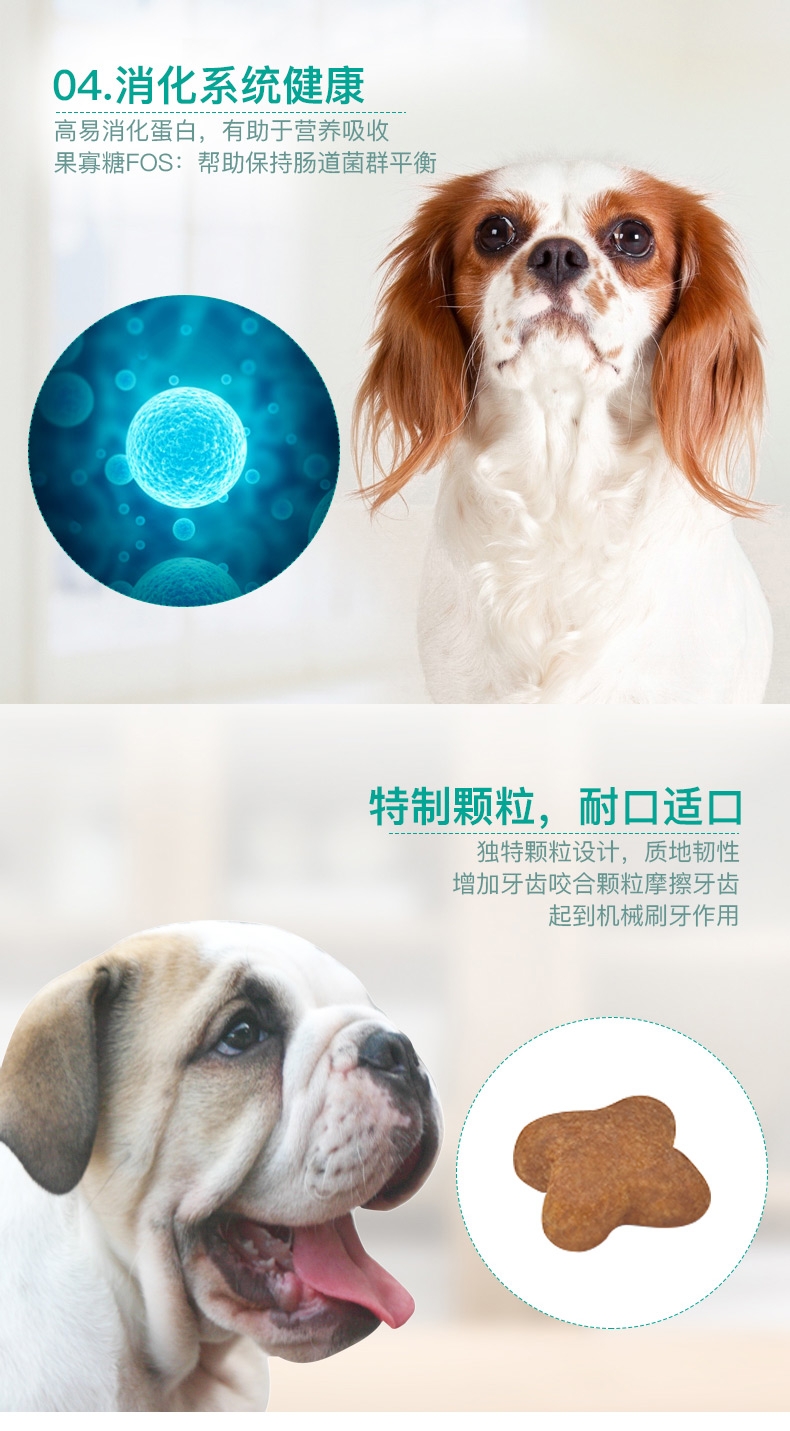 04.消化系统健康
高易消化蛋白，有助于营养吸收
果寡糖FOS：帮助保持肠道菌群平衡
特制颗粒，耐口适口
独特颗粒设计，质地韧性
增加牙齿咬合颗粒摩擦牙齿
起到机械刷牙作用